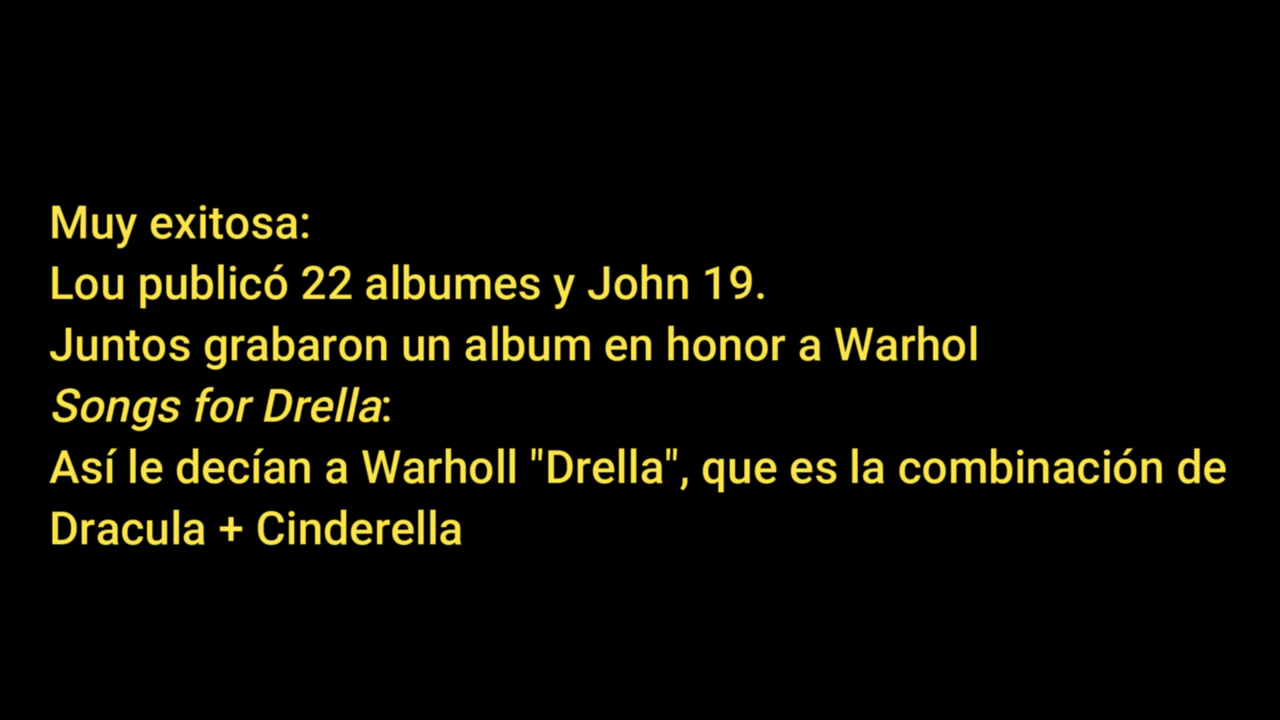 Muy exitosa:
Lou publicó 22 albumes y John 19.
Juntos grabaron un album en honor a Warhol
Songs for Drella:
Así le decían a Warholl "Drella", que es la combinación de
Dracula + Cinderella